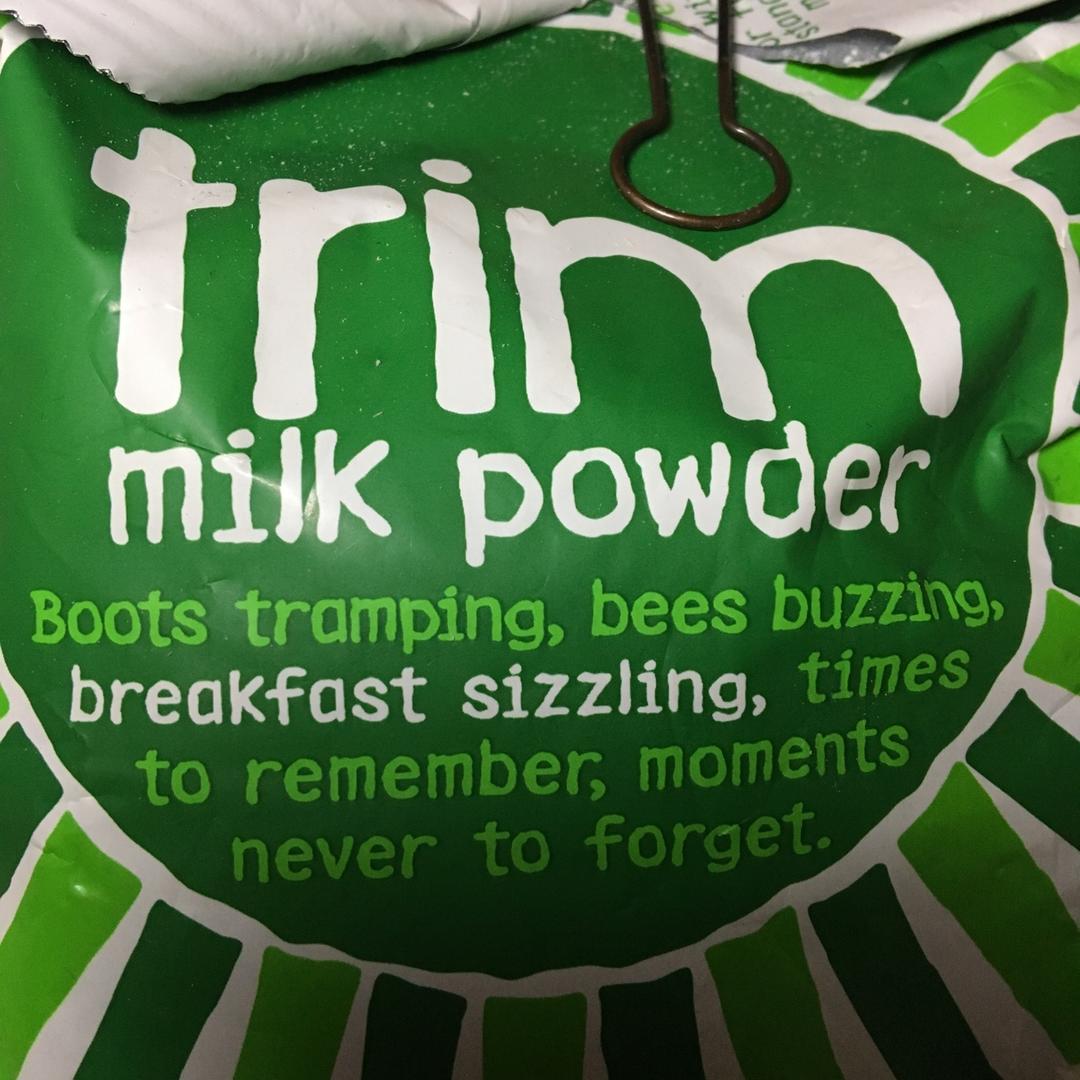 trim
milk powder
Boots tramping, bees buzzing,
breakfast sizzling, times
to remember, moments
never to forget.